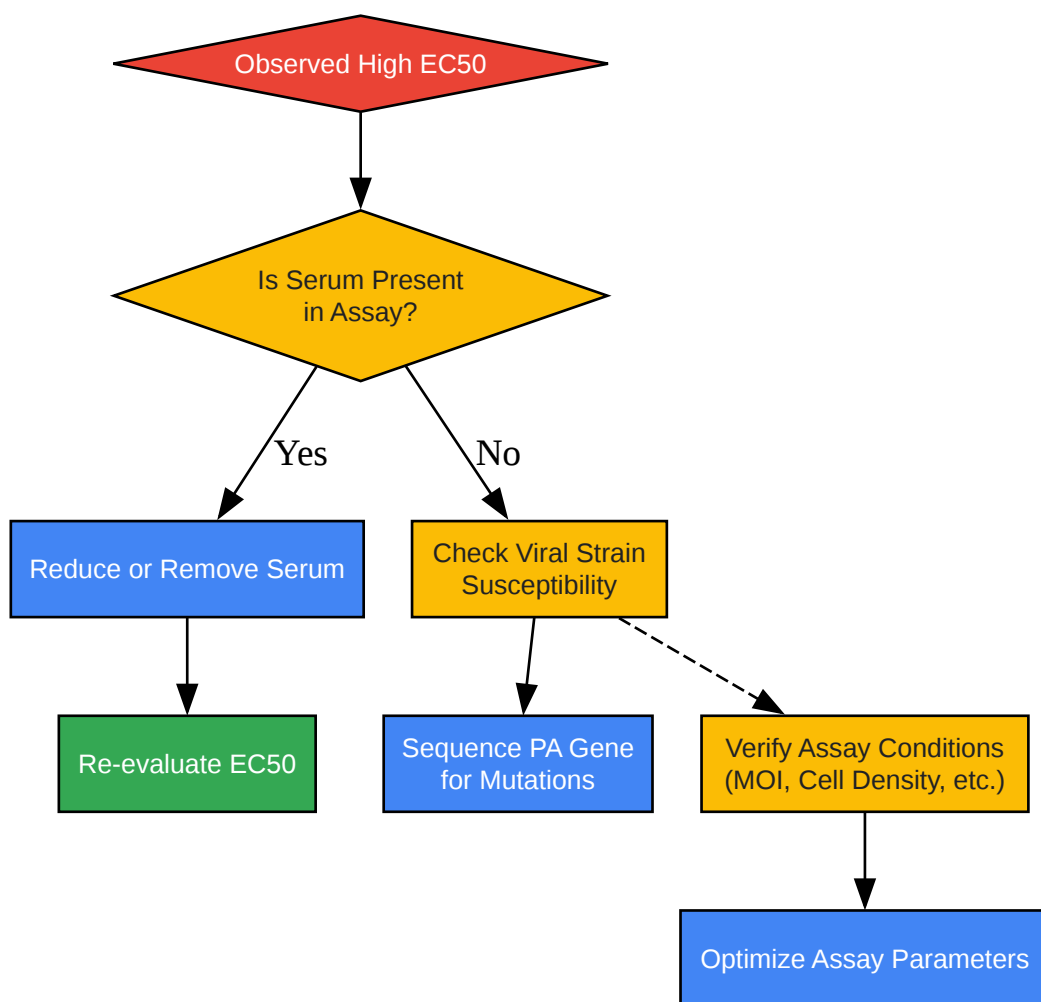 Observed High EC50
Is Serum Present
in Assay?
Yes
No
Reduce or Remove Serum
Check Viral Strain
Susceptibility
Re-evaluate EC50
Sequence PA Gene
for Mutations
Verify Assay Conditions
(MOI, Cell Density, etc.)
Optimize Assay Parameters